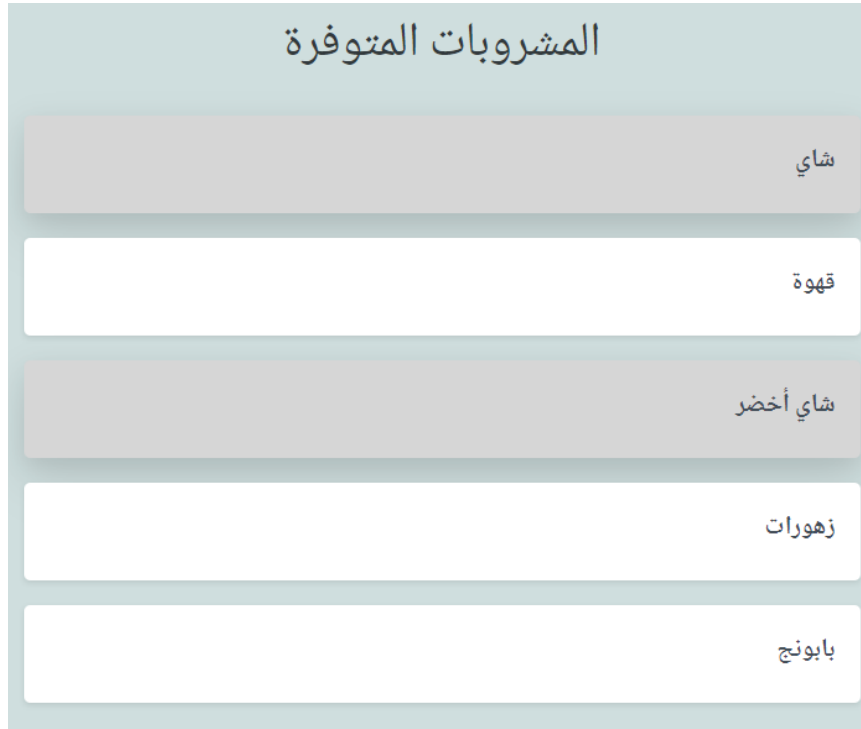 المشروبات المتوفرة
شاي
قهوة
شاي أخضر
زهورات
بابونج